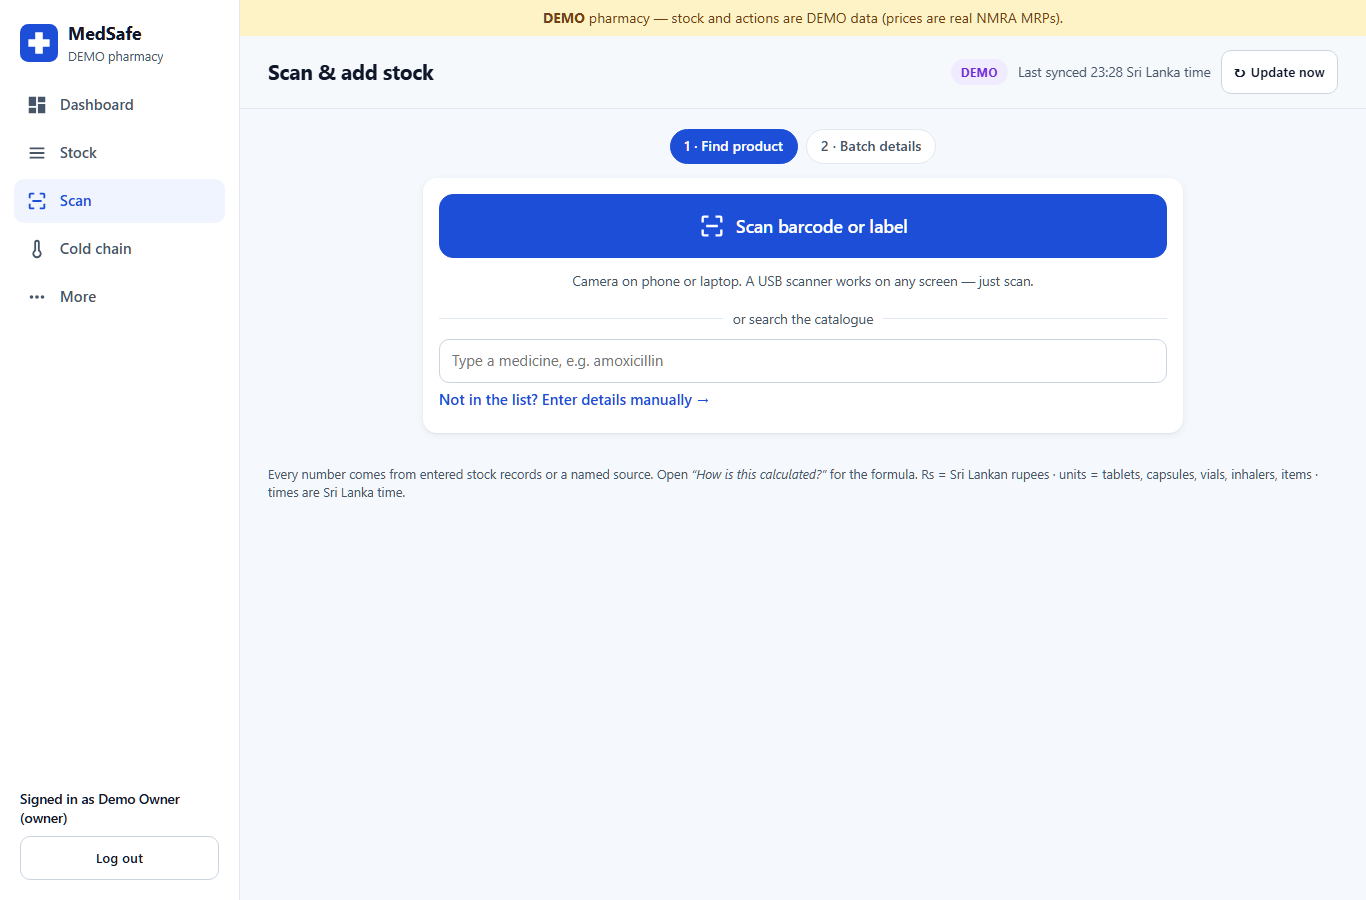 MedSafe
DEMO pharmacy
Dashboard
Stock
Scan
Cold chain
More
Signed in as Demo Owner
(owner)
Log out
DEMO pharmacy — stock and actions are DEMO data (prices are real NMRA MRPs).
Scan & add stock
DEMO
Last synced 23:28 Sri Lanka time
↻ Update now
1 · Find product
2 · Batch details
Scan barcode or label
Camera on phone or laptop. A USB scanner works on any screen — just scan.
or search the catalogue
Type a medicine, e.g. amoxicillin
Not in the list? Enter details manually →
Every number comes from entered stock records or a named source. Open “How is this calculated?” for the formula. Rs = Sri Lankan rupees · units = tablets, capsules, vials, inhalers, items ·
times are Sri Lanka time.